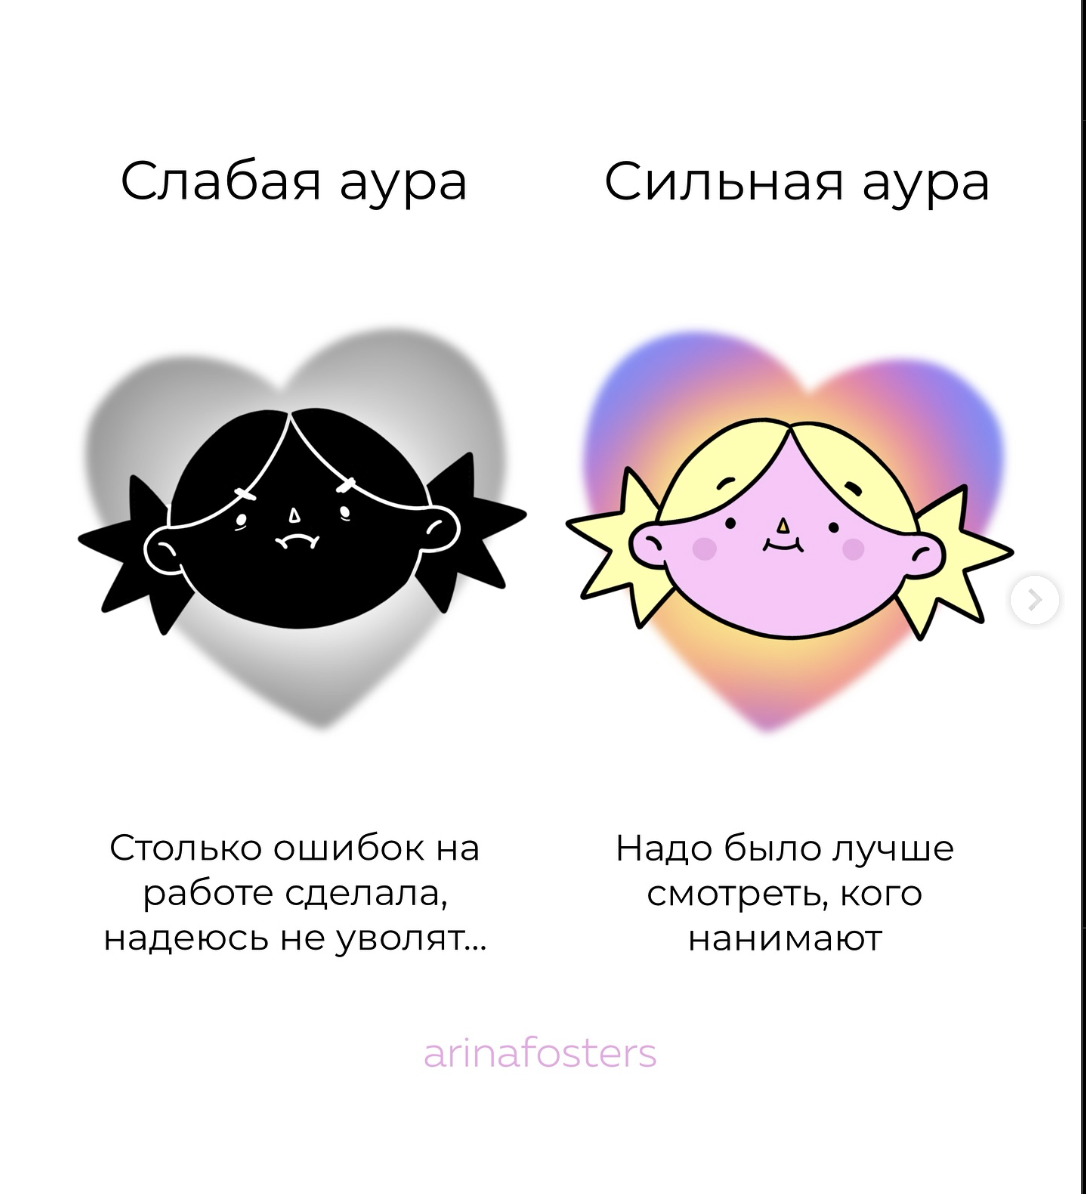 Слабая аура
Сильная аура
Столько ошибок на
работе сделала,
надеюсь не уволят...
Надо было лучше
смотреть, кого
нанимают
arinafosters